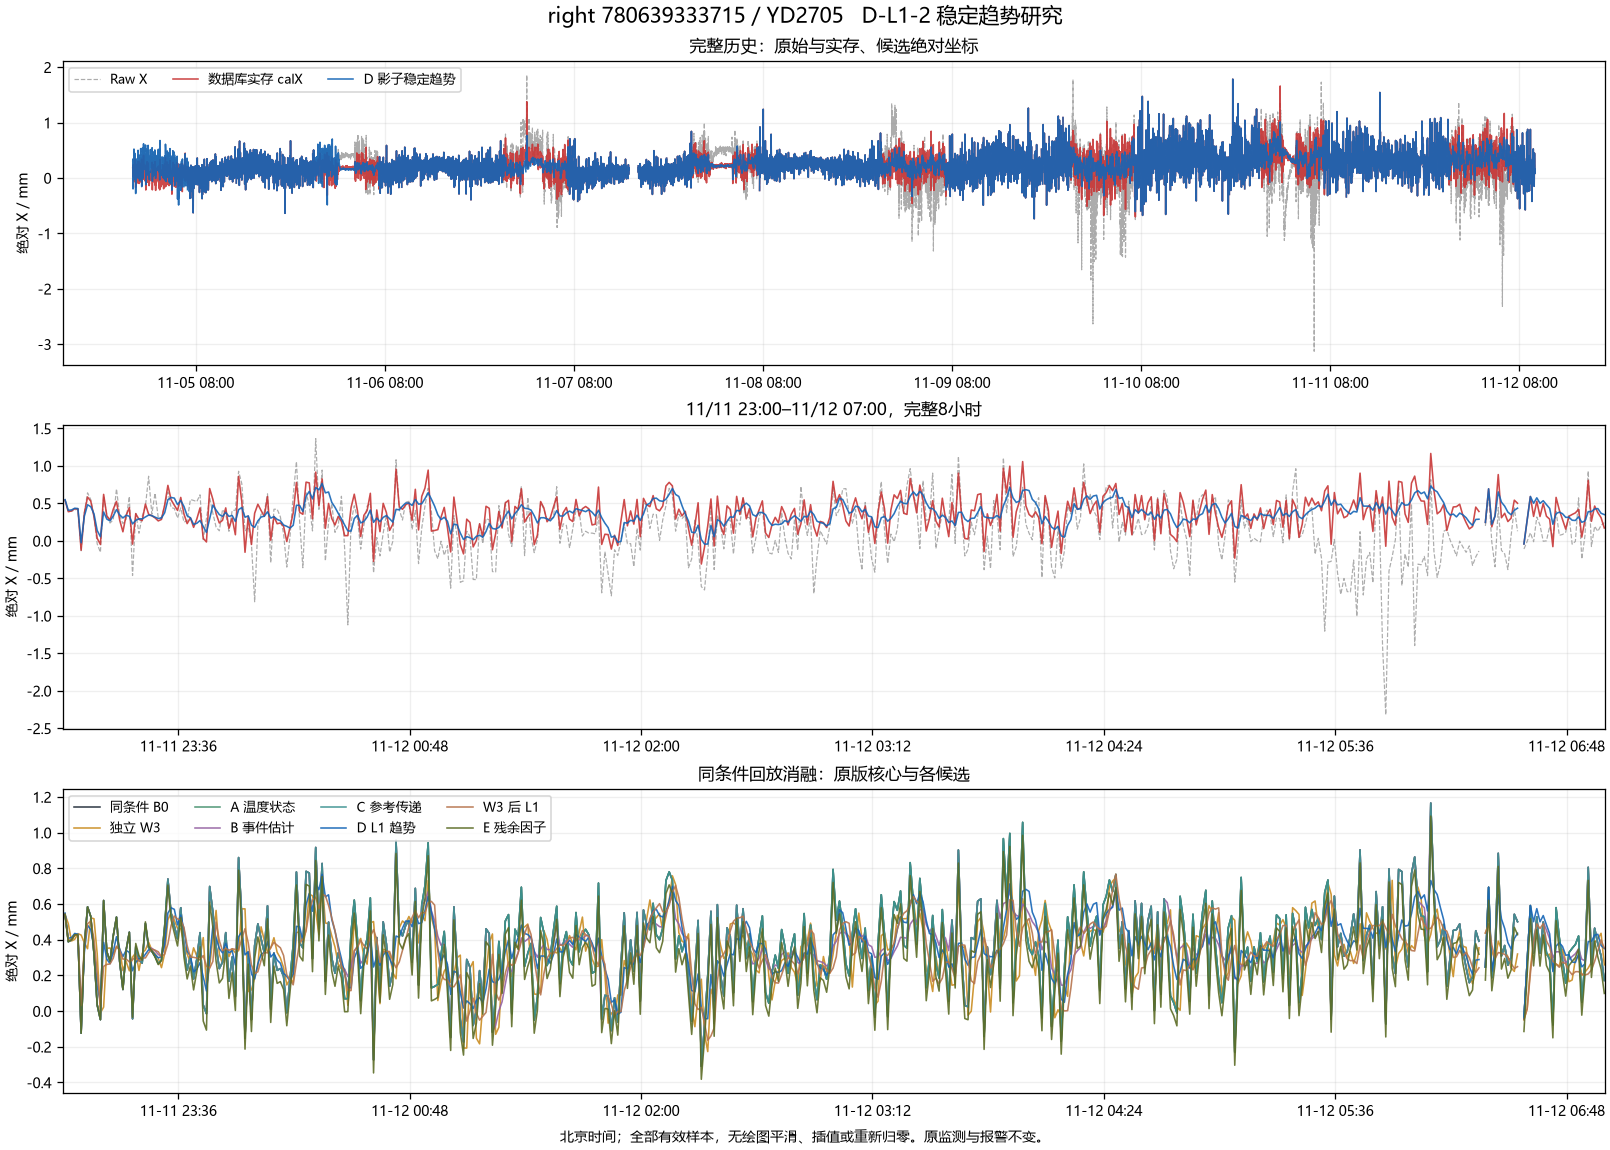 right 780639333715 / YD2705   D-L1-2 稳定趋势研究
完整历史：原始与实存、候选绝对坐标
Raw X
数据库实存 calX
D 影子稳定趋势
绝对 X / mm
2
1
0
-1
-2
-3
11-05 08:00
11-06 08:00
11-07 08:00
11-08 08:00
11-09 08:00
11-10 08:00
11-11 08:00
11-12 08:00
11/11 23:00–11/12 07:00，完整8小时
绝对 X / mm
1.5
1.0
0.5
0.0
-0.5
-1.0
-1.5
-2.0
-2.5
11-11 23:36
11-12 00:48
11-12 02:00
11-12 03:12
11-12 04:24
11-12 05:36
11-12 06:48
同条件回放消融：原版核心与各候选
同条件 B0
A 温度状态
C 参考传递
W3 后 L1
独立 W3
B 事件估计
D L1 趋势
E 残余因子
绝对 X / mm
1.2
1.0
0.8
0.6
0.4
0.2
0.0
-0.2
-0.4
11-11 23:36
11-12 00:48
11-12 02:00
11-12 03:12
11-12 04:24
11-12 05:36
11-12 06:48
北京时间；全部有效样本，无绘图平滑、插值或重新归零。原监测与报警不变。